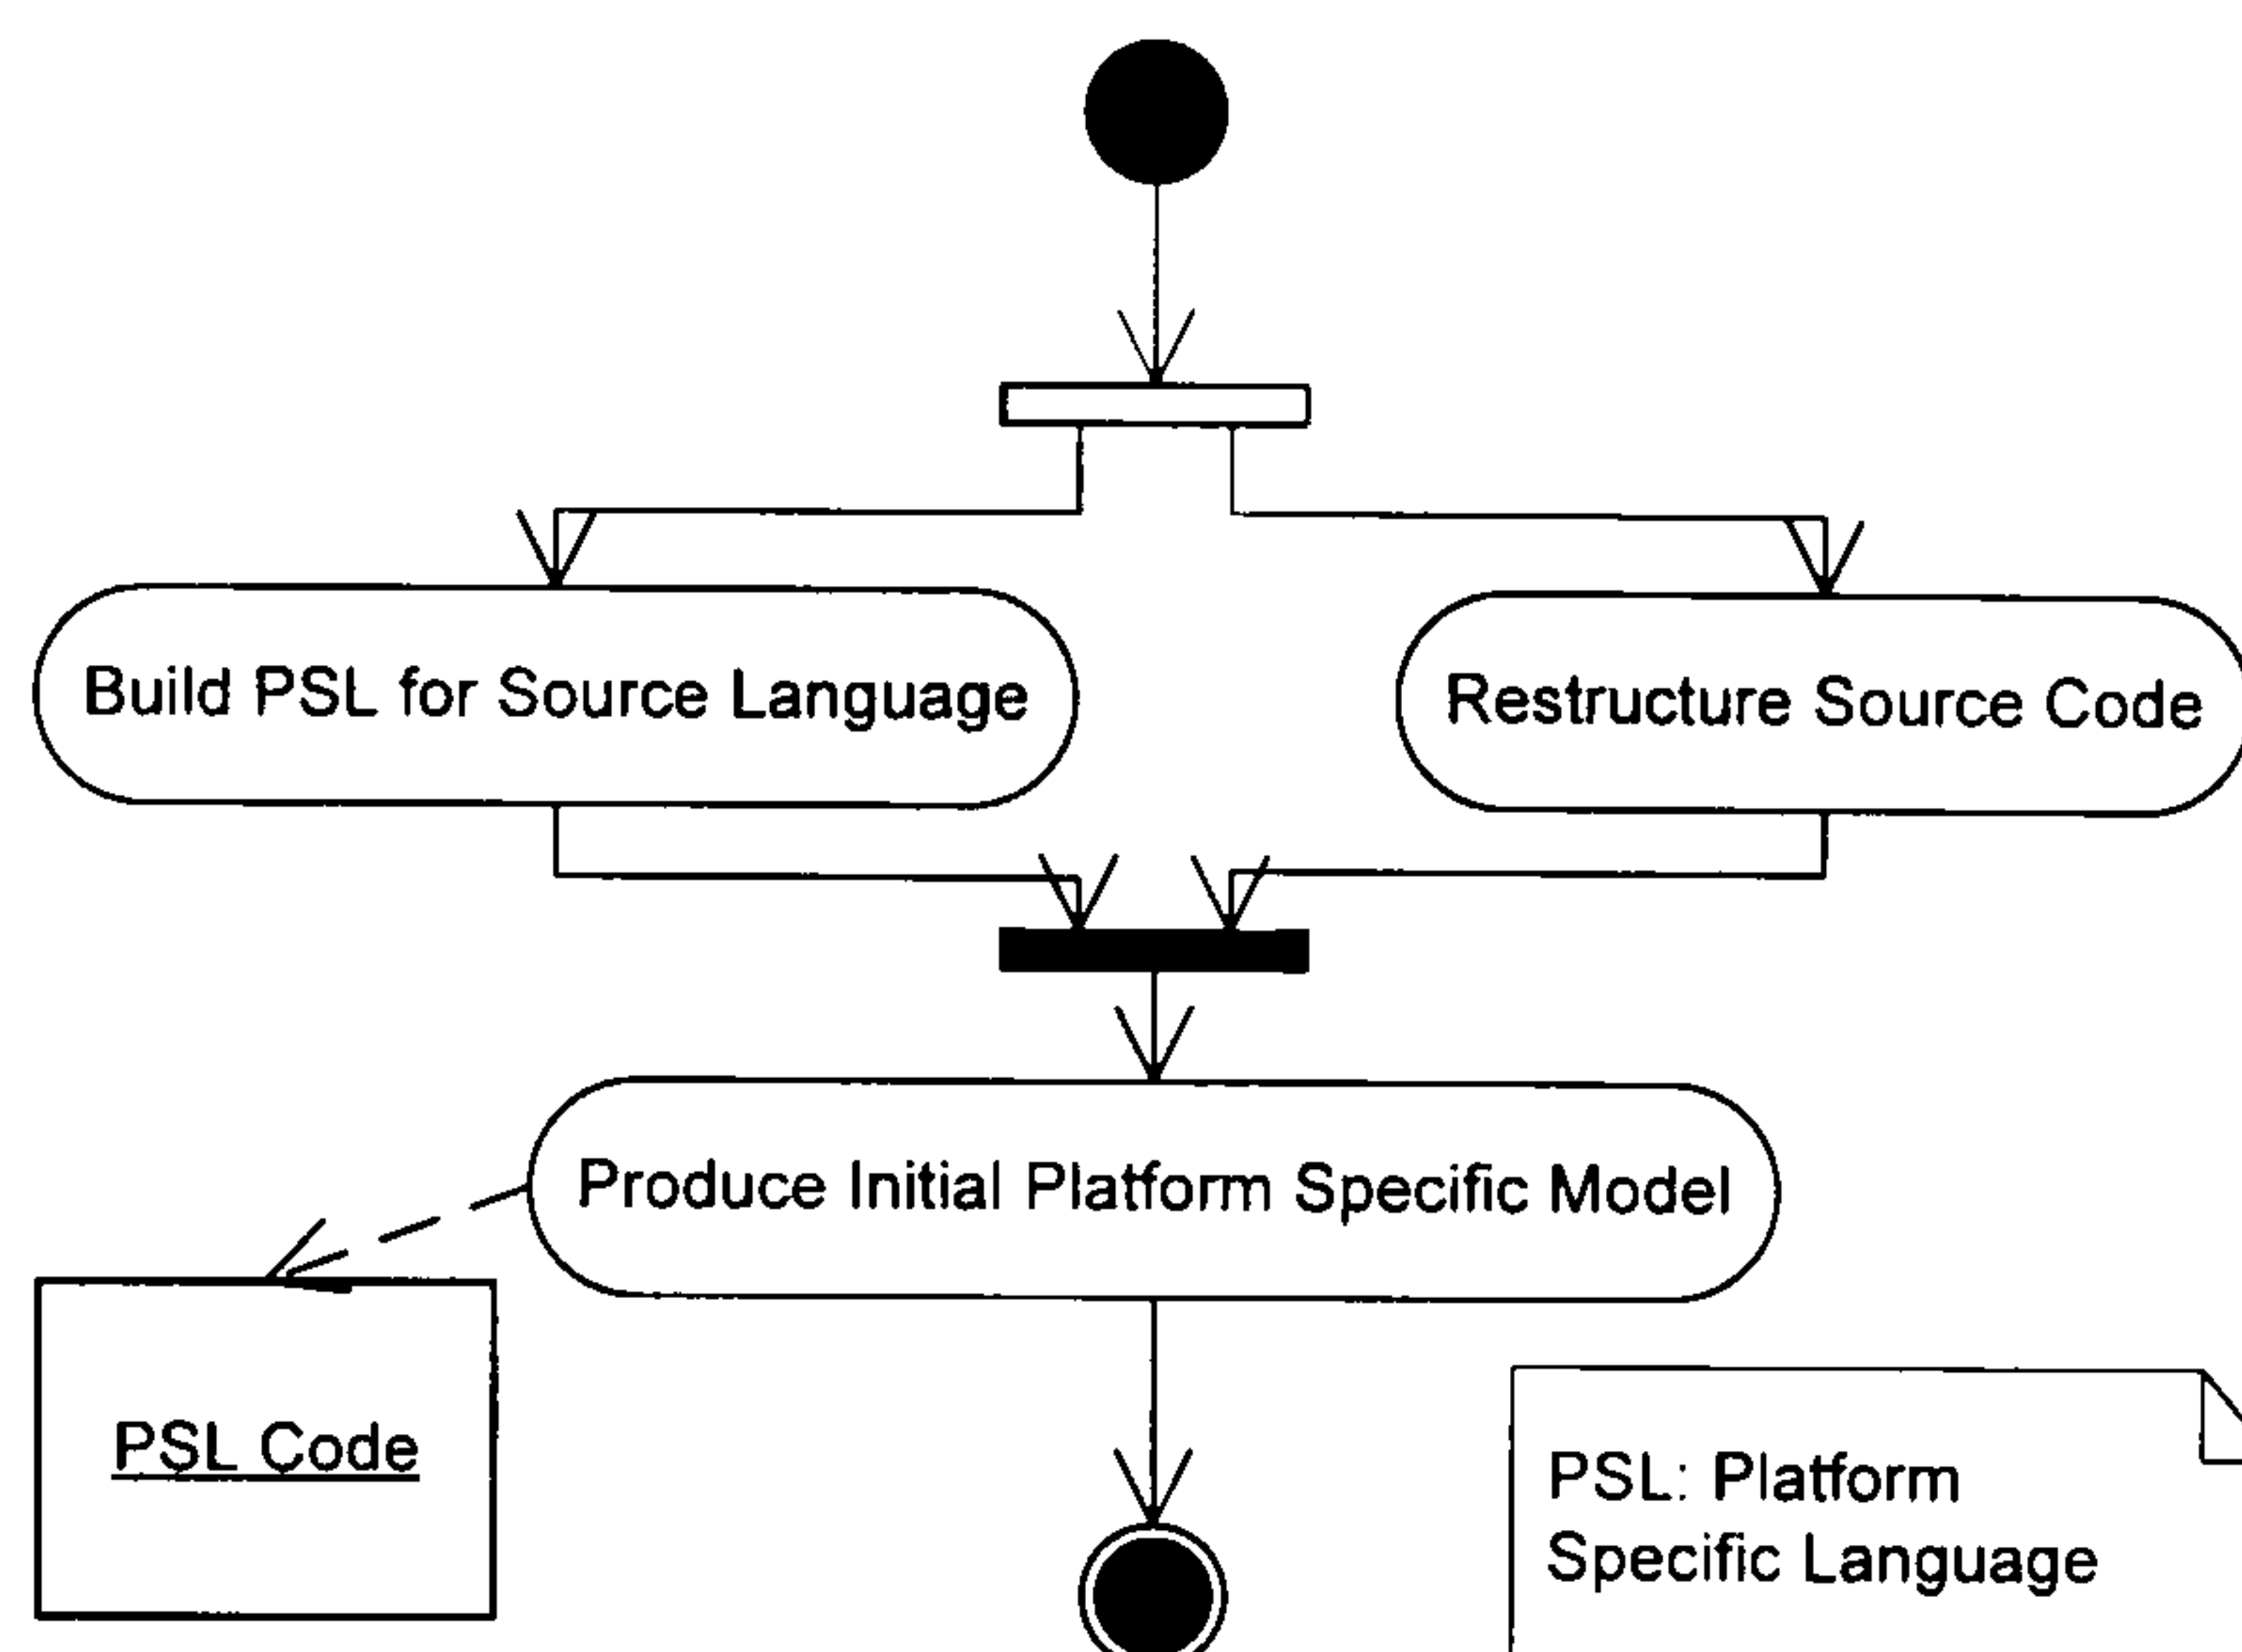 Build PSL for Source Language
Restructure Source Code
Produce Initial Platform Specific Model
PSL Code
PSL: Platform
Specific Language